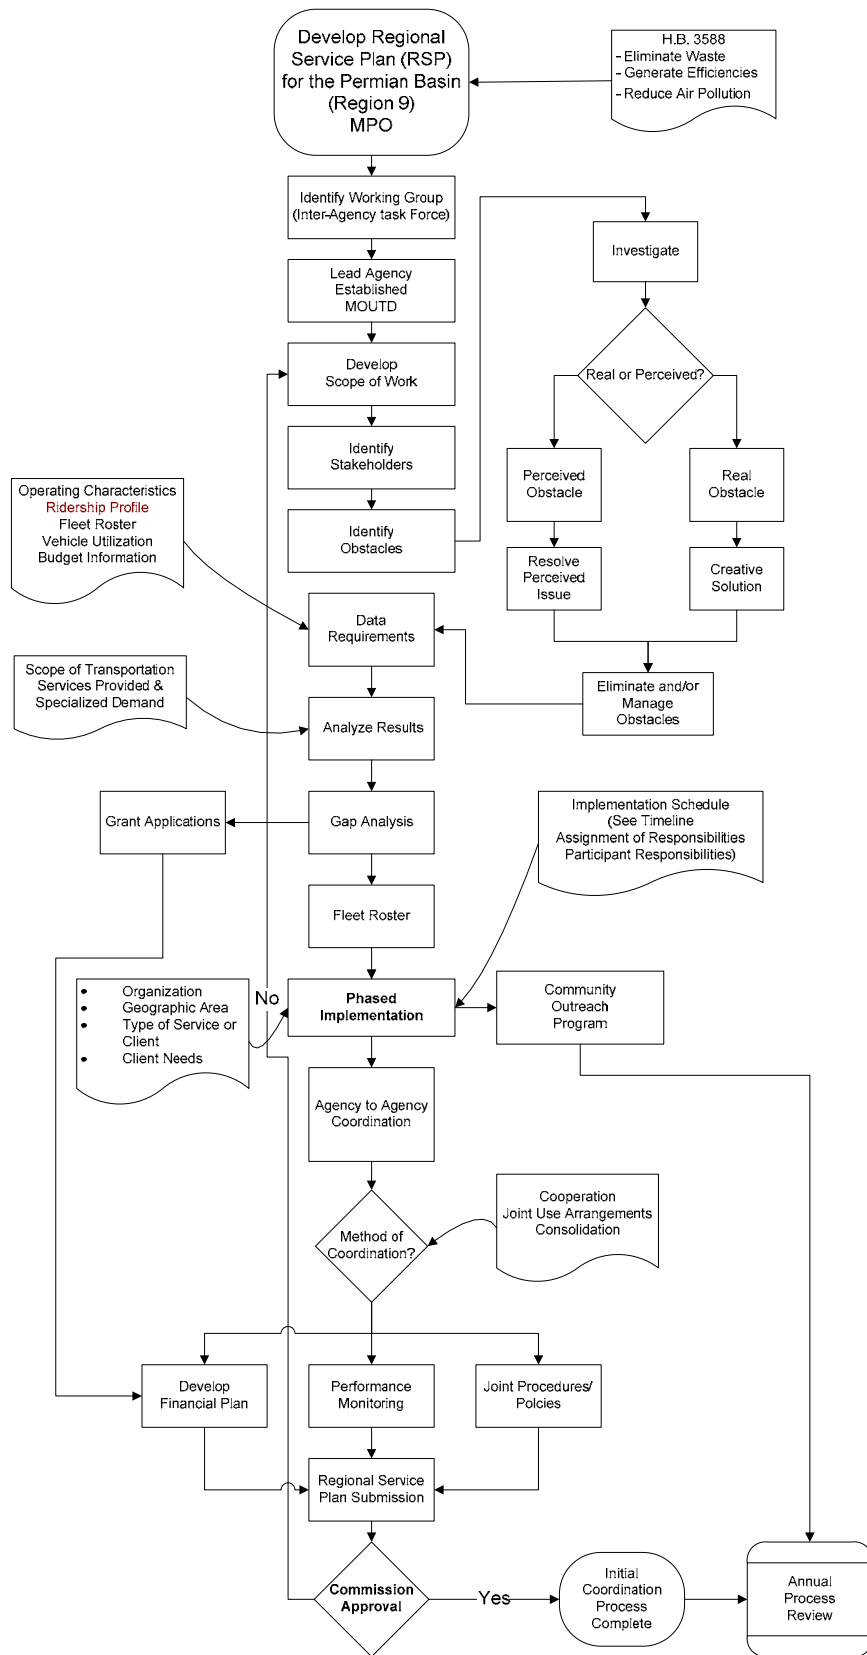 Develop Regional
Service Plan (RSP)
for the Permian Basin
(Region 9)
MPO
H.B. 3588
- Eliminate Waste
- Generate Efficiencies
- Reduce Air Pollution
Identify Working Group
(Inter-Agency task Force)
Investigate
Lead Agency
Established
MOUTD
Develop
Scope of Work
Real or Perceived?
Identify
Stakeholders
Perceived
Obstacle
Real
Obstacle
Operating Characteristics
Ridership Profile
Fleet Roster
Vehicle Utilization
Budget Information
Identify
Obstacles
Resolve
Perceived
Issue
Creative
Solution
Data
Requirements
Scope of Transportation
Services Provided &
Specialized Demand
Eliminate and/or
Manage
Obstacles
Analyze Results
Grant Applications
Gap Analysis
Implementation Schedule
(See Timeline
Assignment of Responsibilities
Participant Responsibilities)
Fleet Roster
• Organization
• Geographic Area
• Type of Service or
Client
• Client Needs
No
Phased
Implementation
Community
Outreach
Program
Agency to Agency
Coordination
Cooperation
Joint Use Arrangements
Consolidation
Method of
Coordination?
Develop
Financial Plan
Performance
Monitoring
Joint Procedures/
Polcies
Regional Service
Plan Submission
Commission
Approval
Yes
Initial
Coordination
Process
Complete
Annual
Process
Review